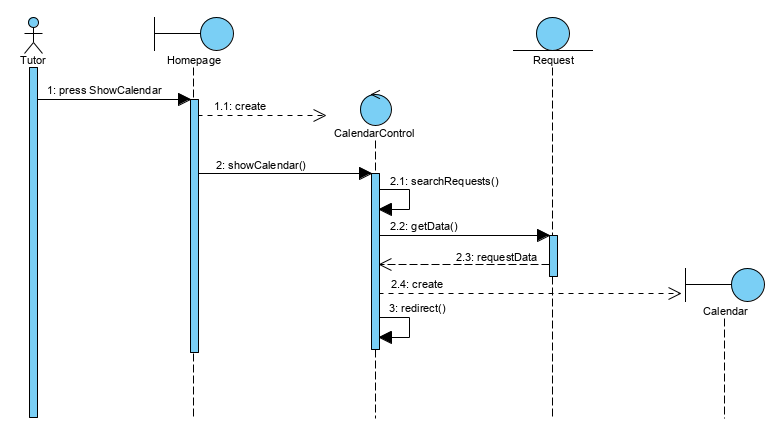 Tutor
Homepage
Request
1: press ShowCalendar
1.1: create
CalendarControl
2: showCalendar()
2.1: searchRequests()
2.2: getData()
2.3: requestData
2.4: create
Calendar
3: redirect()